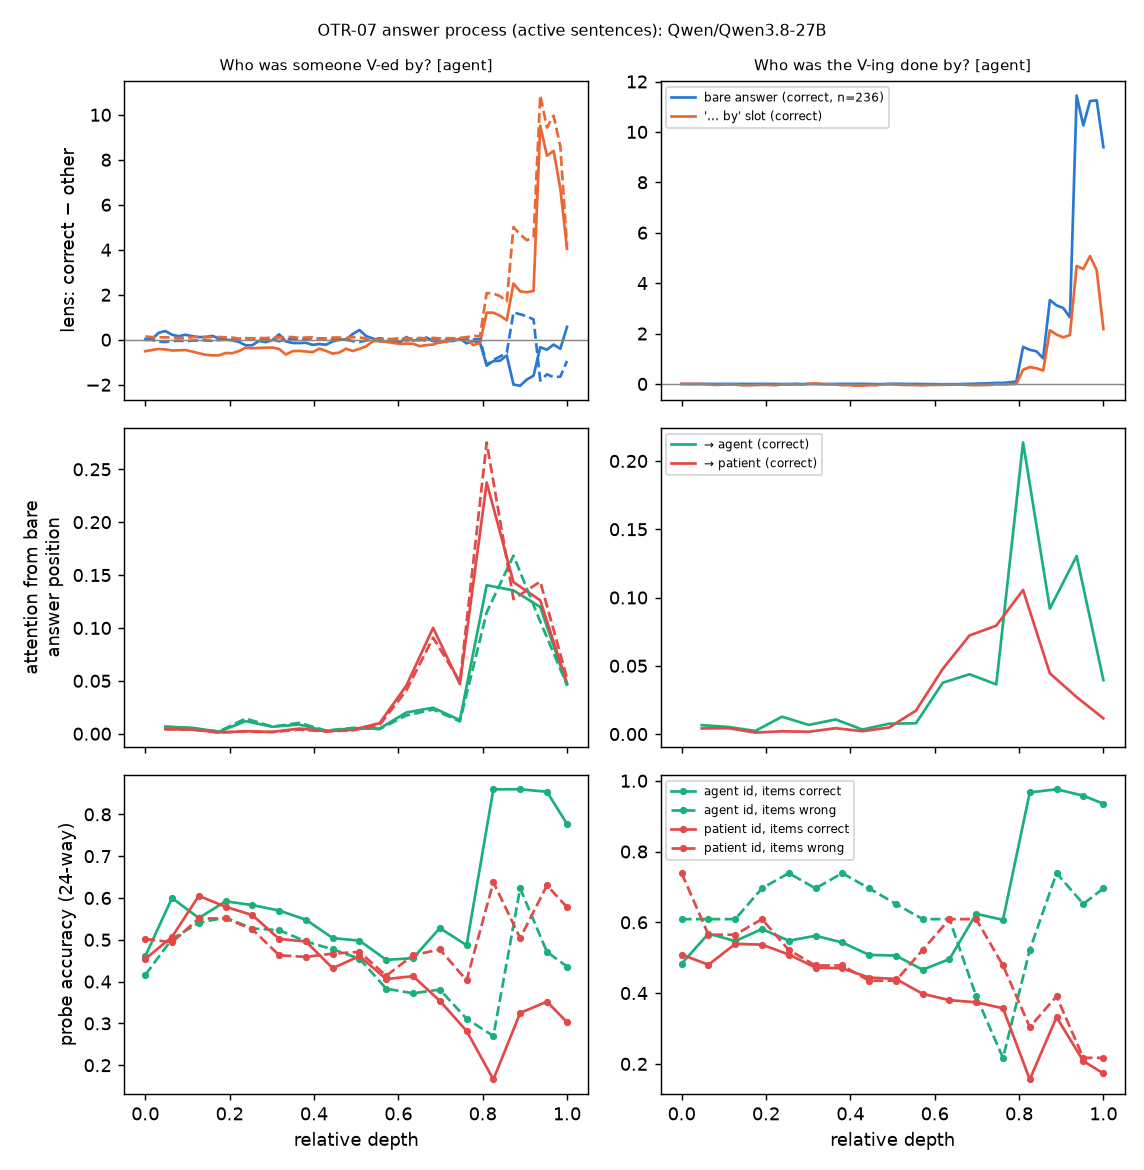 OTR-07 answer process (active sentences): Qwen/Qwen3.8-27B
Who was someone V-ed by? [agent]
Who was the V-ing done by? [agent]
lens: correct − other
10
8
6
4
2
0
−2
12
10
8
6
4
2
0
bare answer (correct, n=236)
'... by' slot (correct)
attention from bare
answer position
0.25
0.20
0.15
0.10
0.05
0.00
0.20
0.15
0.10
0.05
0.00
→ agent (correct)
→ patient (correct)
probe accuracy (24-way)
0.8
0.7
0.6
0.5
0.4
0.3
0.2
1.0
0.8
0.6
0.4
0.2
agent id, items correct
agent id, items wrong
patient id, items correct
patient id, items wrong
0.0 0.2 0.4 0.6 0.8 1.0
0.0 0.2 0.4 0.6 0.8 1.0
relative depth
relative depth